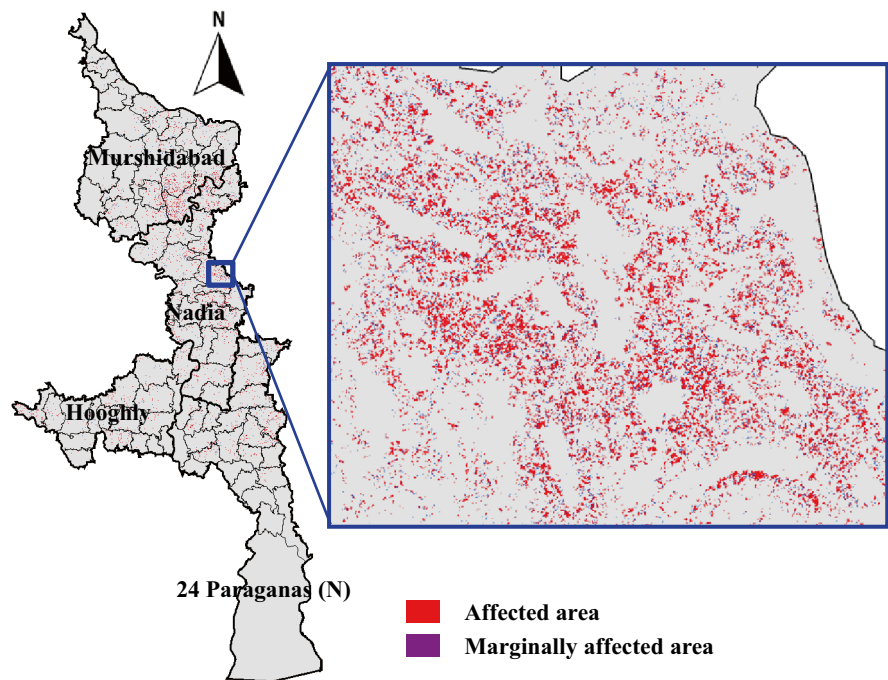 N
Murshidabad
Nadia
Hooghly
24 Paraganas (N)
Affected area
Marginally affected area